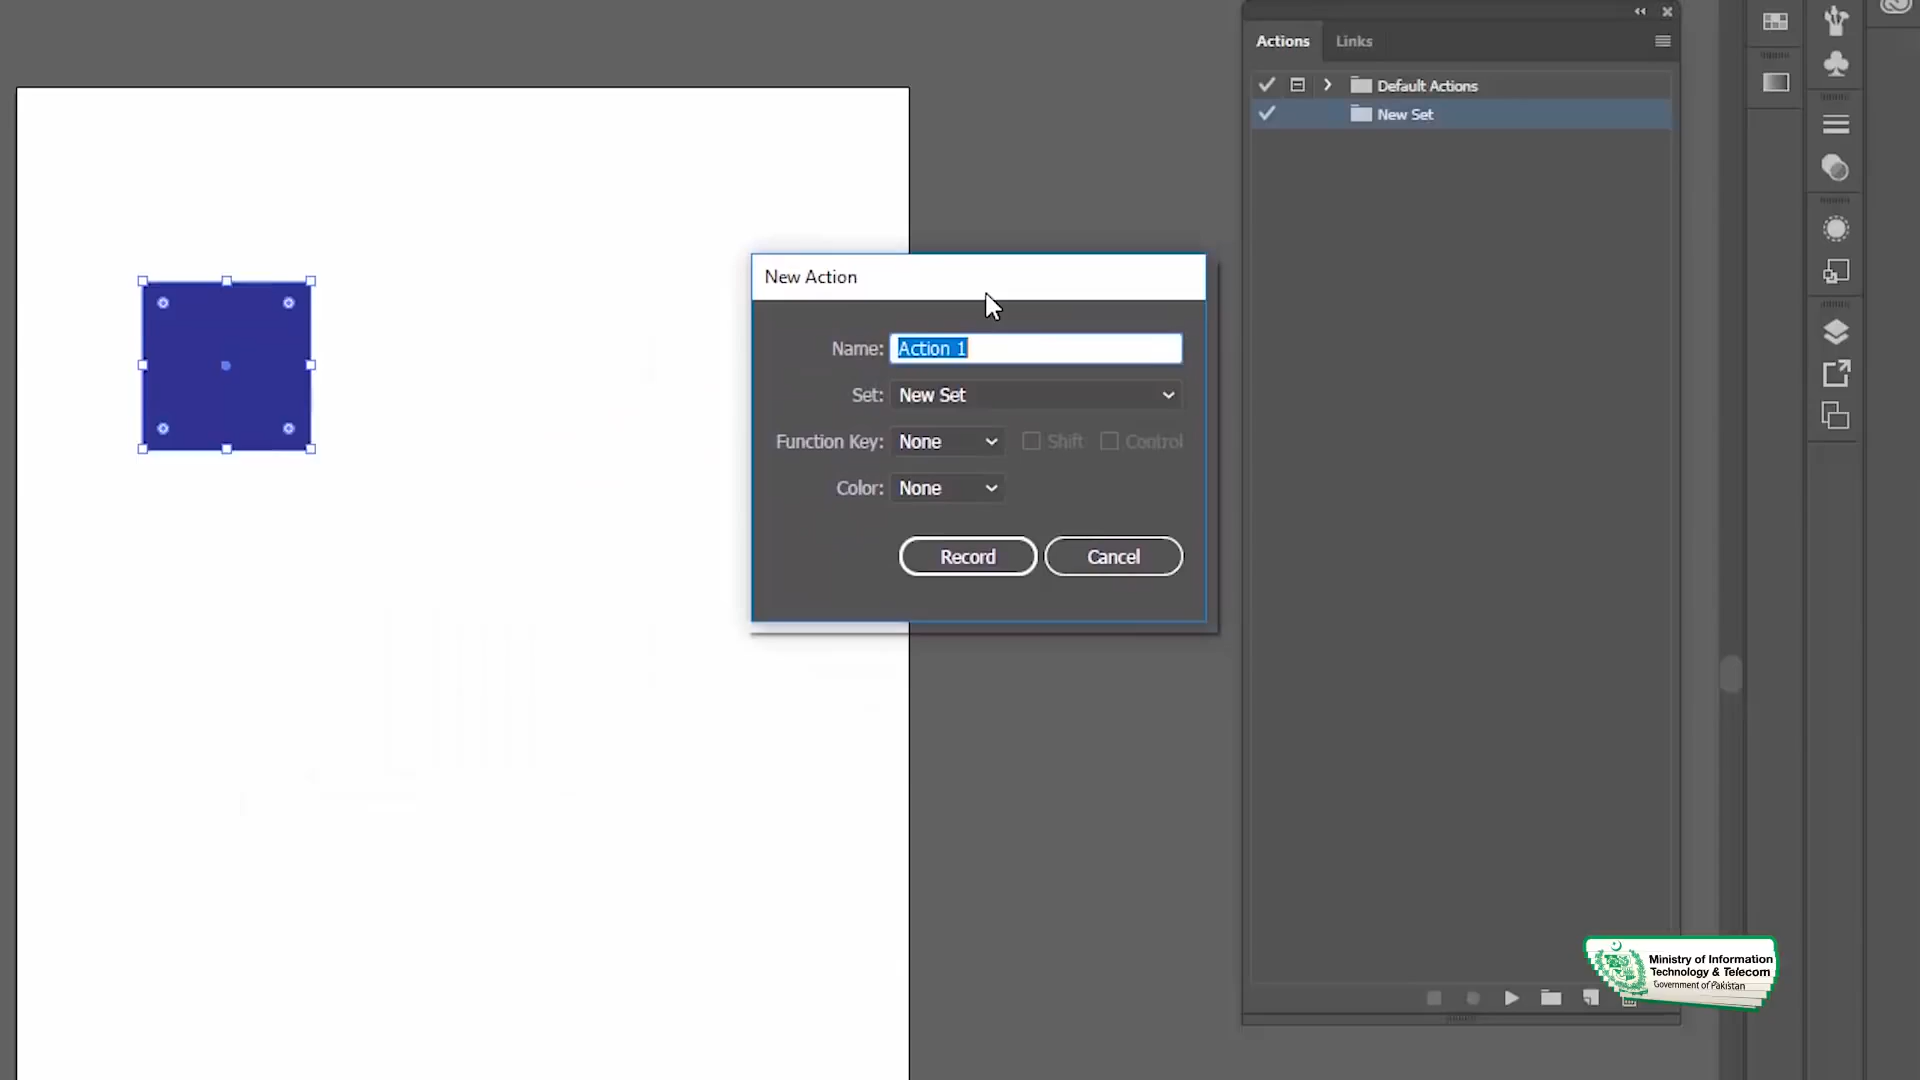 Actions
Links
Default Actions
New Set
New Action
Name: Action 1
Set: New Set
Function Key: None Shift Control
Color: None
Record Cancel
Ministry of Information
Technology & Telecom
Government of Pakistan